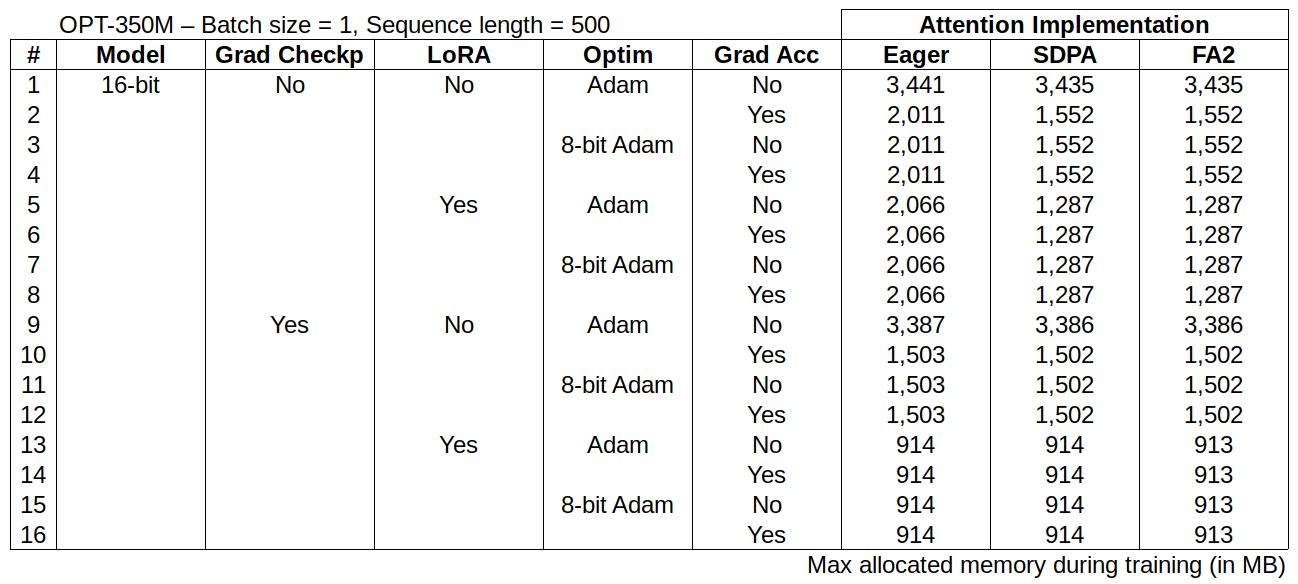 OPT-350M – Batch size = 1, Sequence length = 500 Attention Implementation
# Model Grad Checkp LoRA Optim Grad Acc Eager SDPA FA2
1 16-bit No No Adam No 3,441 3,435 3,435
2 Yes 2,011 1,552 1,552
3 8-bit Adam No 2,011 1,552 1,552
4 Yes 2,011 1,552 1,552
5 Yes Adam No 2,066 1,287 1,287
6 Yes 2,066 1,287 1,287
7 8-bit Adam No 2,066 1,287 1,287
8 Yes 2,066 1,287 1,287
9 Yes No Adam No 3,387 3,386 3,386
10 Yes 1,503 1,502 1,502
11 8-bit Adam No 1,503 1,502 1,502
12 Yes 1,503 1,502 1,502
13 Yes Adam No 914 914 913
14 Yes 914 914 913
15 8-bit Adam No 914 914 913
16 Yes 914 914 913
Max allocated memory during training (in MB)